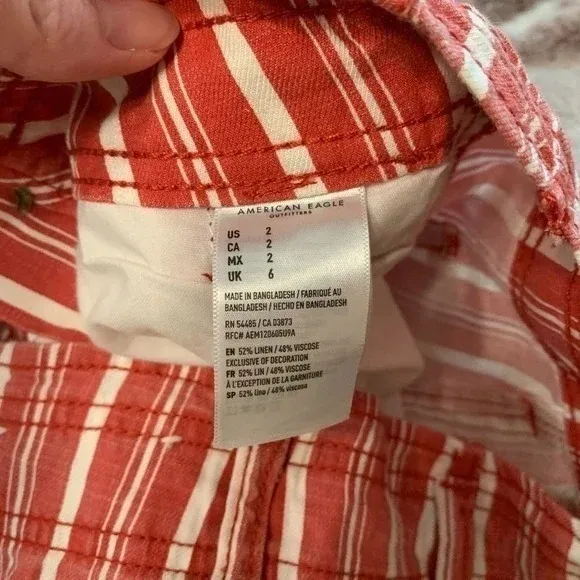 AMERICAN EAGLE
OUTFITTERS
US 2
CA 2
MX 2
UK 6
MADE IN BANGLADESH / FABRIQUÉ AU
BANGLADESH / HECHO EN BANGLADESH
RN 54485 / CA 03873
RFC# AEM120605U9A
EN 52% LINEN / 48% VISCOSE
EXCLUSIVE OF DECORATION
FR 52% LIN / 48% VISCOSE
À L'EXCEPTION DE LA GARNITURE
SP 52% lino / 48% viscosa